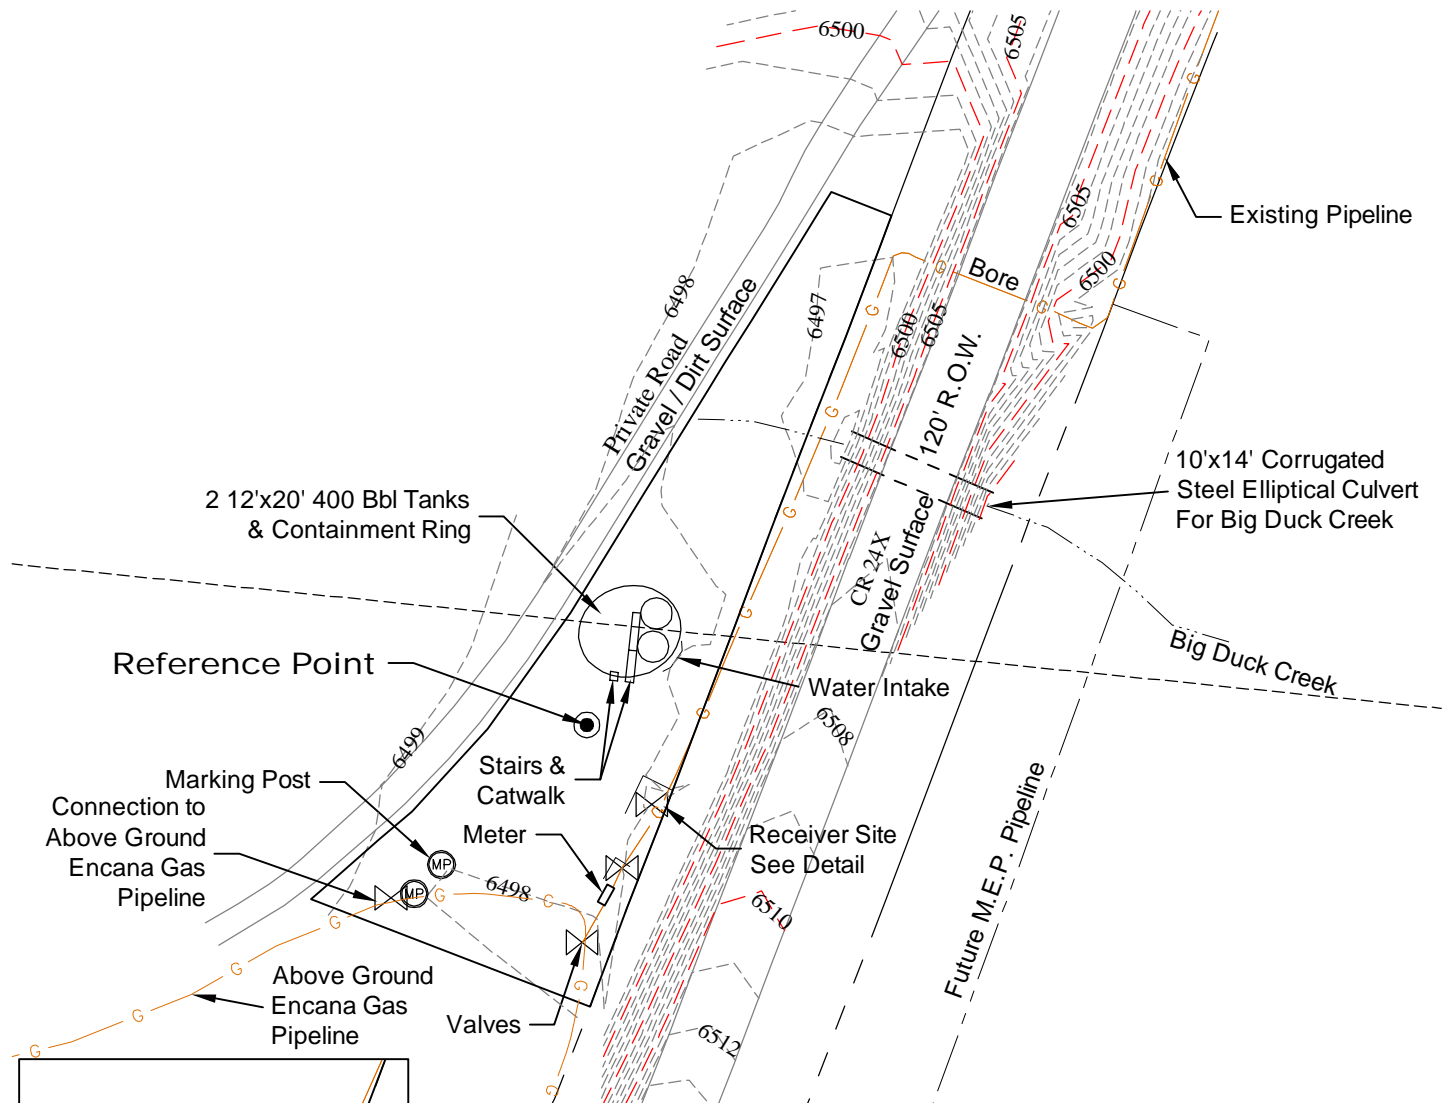 6500
6505
G
G
Existing Pipeline
6505
6500
Bore
G
G
G
6498
6497
G
6500
6505
Private Road
Gravel / Dirt Surface
120' R.O.W.
G
10'x14' Corrugated
Steel Elliptical Culvert
For Big Duck Creek
2 12'x20' 400 Bbl Tanks
& Containment Ring
G
CR 24X
Gravel Surface
G
Big Duck Creek
Reference Point
Water Intake
G
6508
6499
Stairs &
Catwalk
Marking Post
Connection to
Above Ground
Encana Gas
Pipeline
Meter
G
Receiver Site
See Detail
MP
MP
G
6498
G
G
6510
Future M.E.P. Pipeline
G
Above Ground
Encana Gas
Pipeline
G
G
Valves
6512
G
G